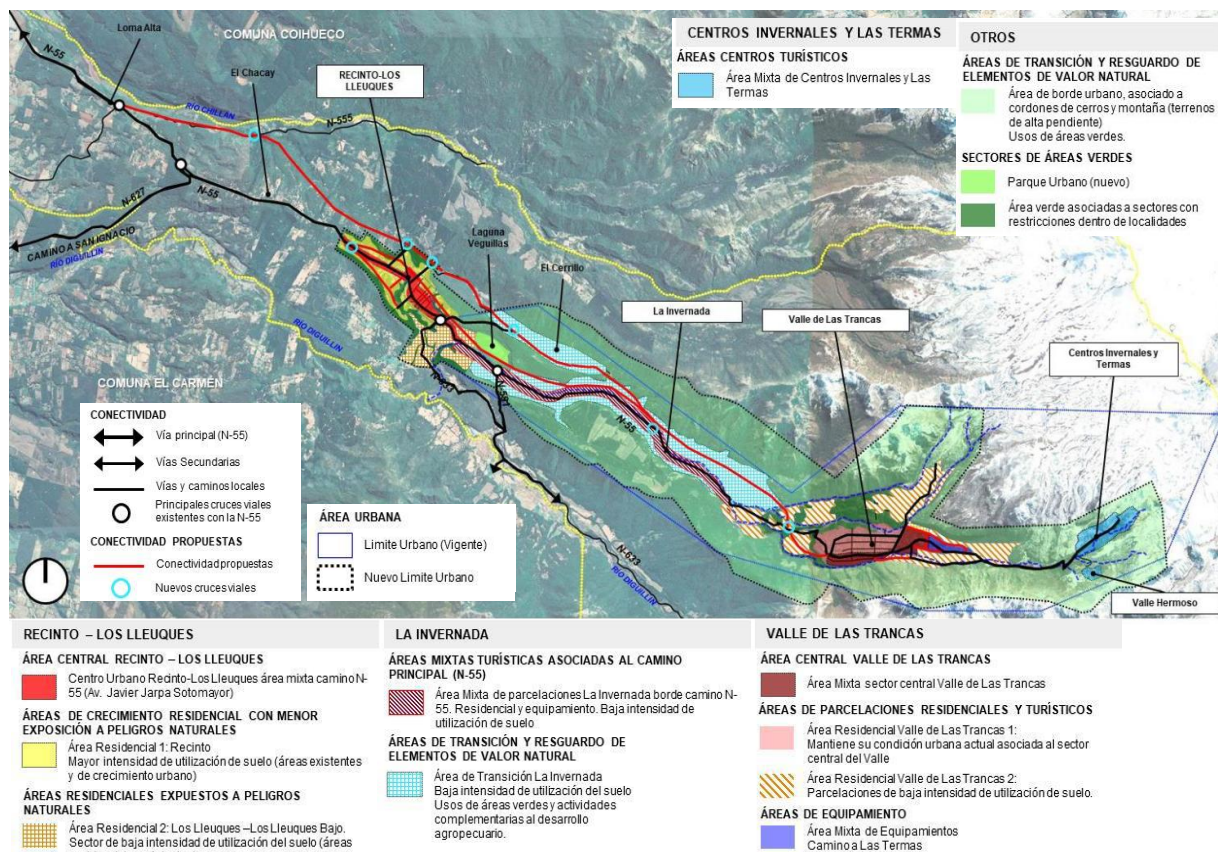 Loma Alta
COMUNA COIHUECO
N-55
El Chacay
RECINTO-LOS
LLEUQUES
RÍO CHILLÁN
N-555
N-55
N-627
CAMINO A SAN IGNACIO
RÍO DIGUILLÍN
Laguna
Veguillas
El Cerrillo
RÍO DIGUILLÍN
La Invernada
Valle de Las Trancas
Centros Invernales y
Termas
COMUNA EL CARMÉN
N-55
N-633
RÍO DIGUILLÍN
Valle Hermoso
CENTROS INVERNALES Y LAS TERMAS
ÁREAS CENTROS TURÍSTICOS
Área Mixta de Centros Invernales y Las
Termas
OTROS
ÁREAS DE TRANSICIÓN Y RESGUARDO DE
ELEMENTOS DE VALOR NATURAL
Área de borde urbano, asociado a
cordones de cerros y montaña (terrenos
de alta pendiente)
Usos de áreas verdes.
SECTORES DE ÁREAS VERDES
Parque Urbano (nuevo)
Área verde asociadas a sectores con
restricciones dentro de localidades
CONECTIVIDAD
Vía principal (N-55)
Vías Secundarias
Vías y caminos locales
Principales cruces viales
existentes con la N-55
CONECTIVIDAD PROPUESTAS
Conectividad propuestas
Nuevos cruces viales
ÁREA URBANA
Limite Urbano (Vigente)
Nuevo Limite Urbano
RECINTO – LOS LLEUQUES
ÁREA CENTRAL RECINTO – LOS LLEUQUES
Centro Urbano Recinto-Los Lleuques área mixta camino N-
55 (Av. Javier Jarpa Sotomayor)
ÁREAS DE CRECIMIENTO RESIDENCIAL CON MENOR
EXPOSICIÓN A PELIGROS NATURALES
Área Residencial 1: Recinto
Mayor intensidad de utilización de suelo (áreas existentes
y de crecimiento urbano)
ÁREAS RESIDENCIALES EXPUESTOS A PELIGROS
NATURALES
Área Residencial 2: Los Lleuques –Los Lleuques Bajo.
Sector de baja intensidad de utilización del suelo (áreas
LA INVERNADA
ÁREAS MIXTAS TURÍSTICAS ASOCIADAS AL CAMINO
PRINCIPAL (N-55)
Área Mixta de parcelaciones La Invernada borde camino N-
55. Residencial y equipamiento. Baja intensidad de
utilización de suelo
ÁREAS DE TRANSICIÓN Y RESGUARDO DE
ELEMENTOS DE VALOR NATURAL
Área de Transición La Invernada
Baja intensidad de utilización del suelo
Usos de áreas verdes y actividades
complementarias al desarrollo
agropecuario.
VALLE DE LAS TRANCAS
ÁREA CENTRAL VALLE DE LAS TRANCAS
Área Mixta sector central Valle de Las Trancas
ÁREAS DE PARCELACIONES RESIDENCIALES Y TURÍSTICOS
Área Residencial Valle de Las Trancas 1:
Mantiene su condición urbana actual asociada al sector
central del Valle
Área Residencial Valle de Las Trancas 2:
Parcelaciones de baja intensidad de utilización de suelo.
ÁREAS DE EQUIPAMIENTO
Área Mixta de Equipamientos
Camino a Las Termas